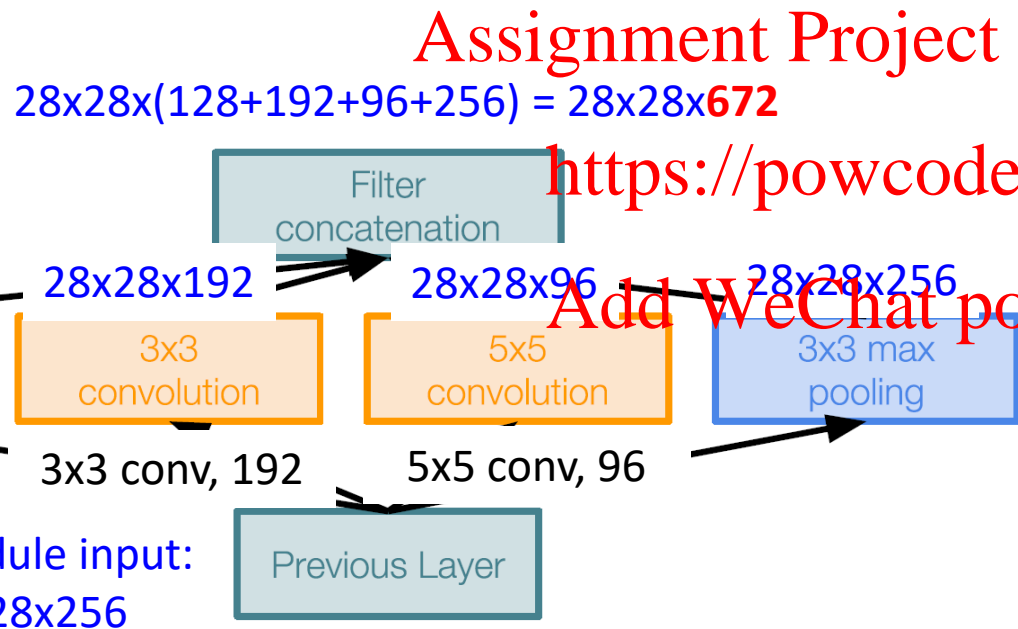 Assignment Project
28x28x(128+192+96+256) = 28x28x672
https://powcode
Filter
concatenation
28x28x192
28x28x96
28x28x256
Add WeChat po
3x3
convolution
5x5
convolution
3x3 max
pooling
3x3 conv, 192
5x5 conv, 96
dule input:
28x256
Previous Layer